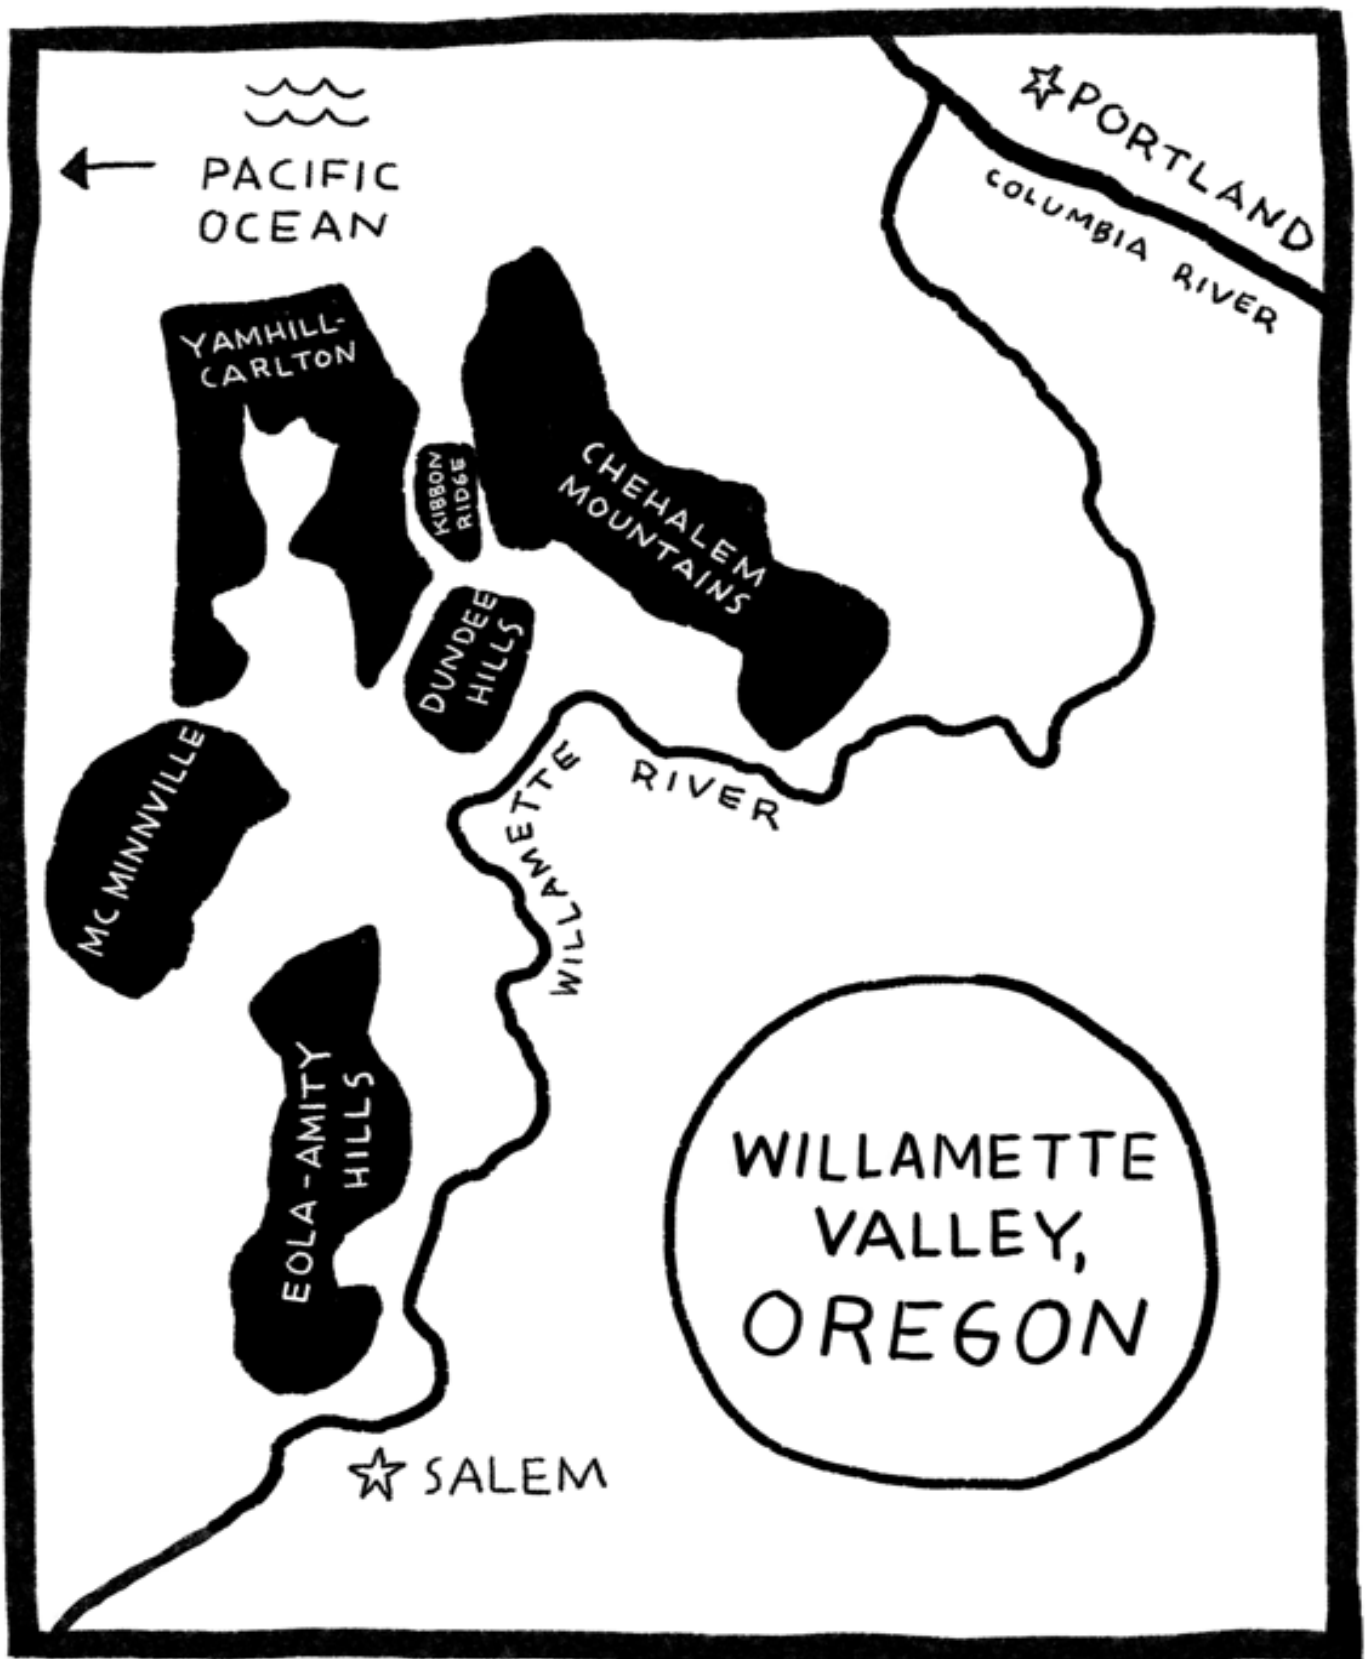 PORTLAND
COLUMBIA RIVER
PACIFIC
OCEAN
YAMHILL-
CARLTON
CHEHALEM
MOUNTAINS
KIBBON
RIDGE
DUNDEE
HILLS
MCMINNVILLE
WILLAMETTE RIVER
EOLA-AMITY
HILLS
WILLAMETTE
VALLEY,
OREGON
SALEM